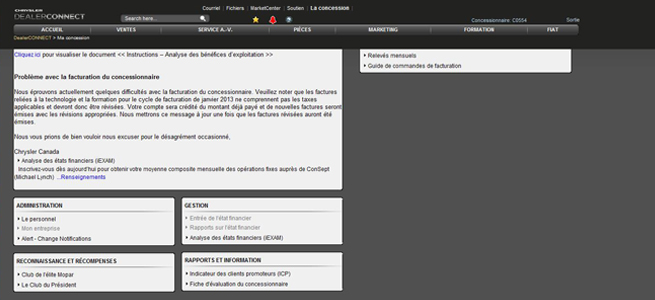 CHRYSLER
DEALERCONNECT
Courriel | Fichiers | MarketCenter | Soutien | La concession
Search here...
Concessionnaire: C0554
Sortie
ACCUEIL VENTES SERVICE A.-V. PIÈCES MARKETING FORMATION FIAT
DealerCONNECT > Ma concession
Cliquez ici pour visualiser le document << Instructions – Analyse des bénéfices d'exploitation >>
Problème avec la facturation du concessionnaire
Nous éprouvons actuellement quelques difficultés avec la facturation du concessionnaire. Veuillez noter que les factures
reliées à la technologie et la formation pour le cycle de facturation de janvier 2013 ne comprennent pas les taxes
applicables et devront donc être révisées. Votre compte sera crédité du montant déjà payé et de nouvelles factures seront
émises avec les révisions appropriées. Nous mettrons ce message à jour une fois que les factures révisées auront été
émises.
Nous vous prions de bien vouloir nous excuser pour le désagrément occasionné,
Chrysler Canada
Analyse des états financiers (iEXAM)
Inscrivez-vous dès aujourd'hui pour obtenir votre moyenne composite mensuelle des opérations fixes auprès de ConSept
(Michael Lynch) ...Renseignements
Relevés mensuels
Guide de commandes de facturation
ADMINISTRATION
Le personnel
Mon entreprise
Alert - Change Notifications
GESTION
Entrée de l'état financier
Rapports sur l'état financier
Analyse des états financiers (iEXAM)
RECONNAISSANCE ET RÉCOMPENSES
Club de l'élite Mopar
Le Club du Président
RAPPORTS ET INFORMATION
Indicateur des clients promoteurs (ICP)
Fiche d'évaluation du concessionnaire